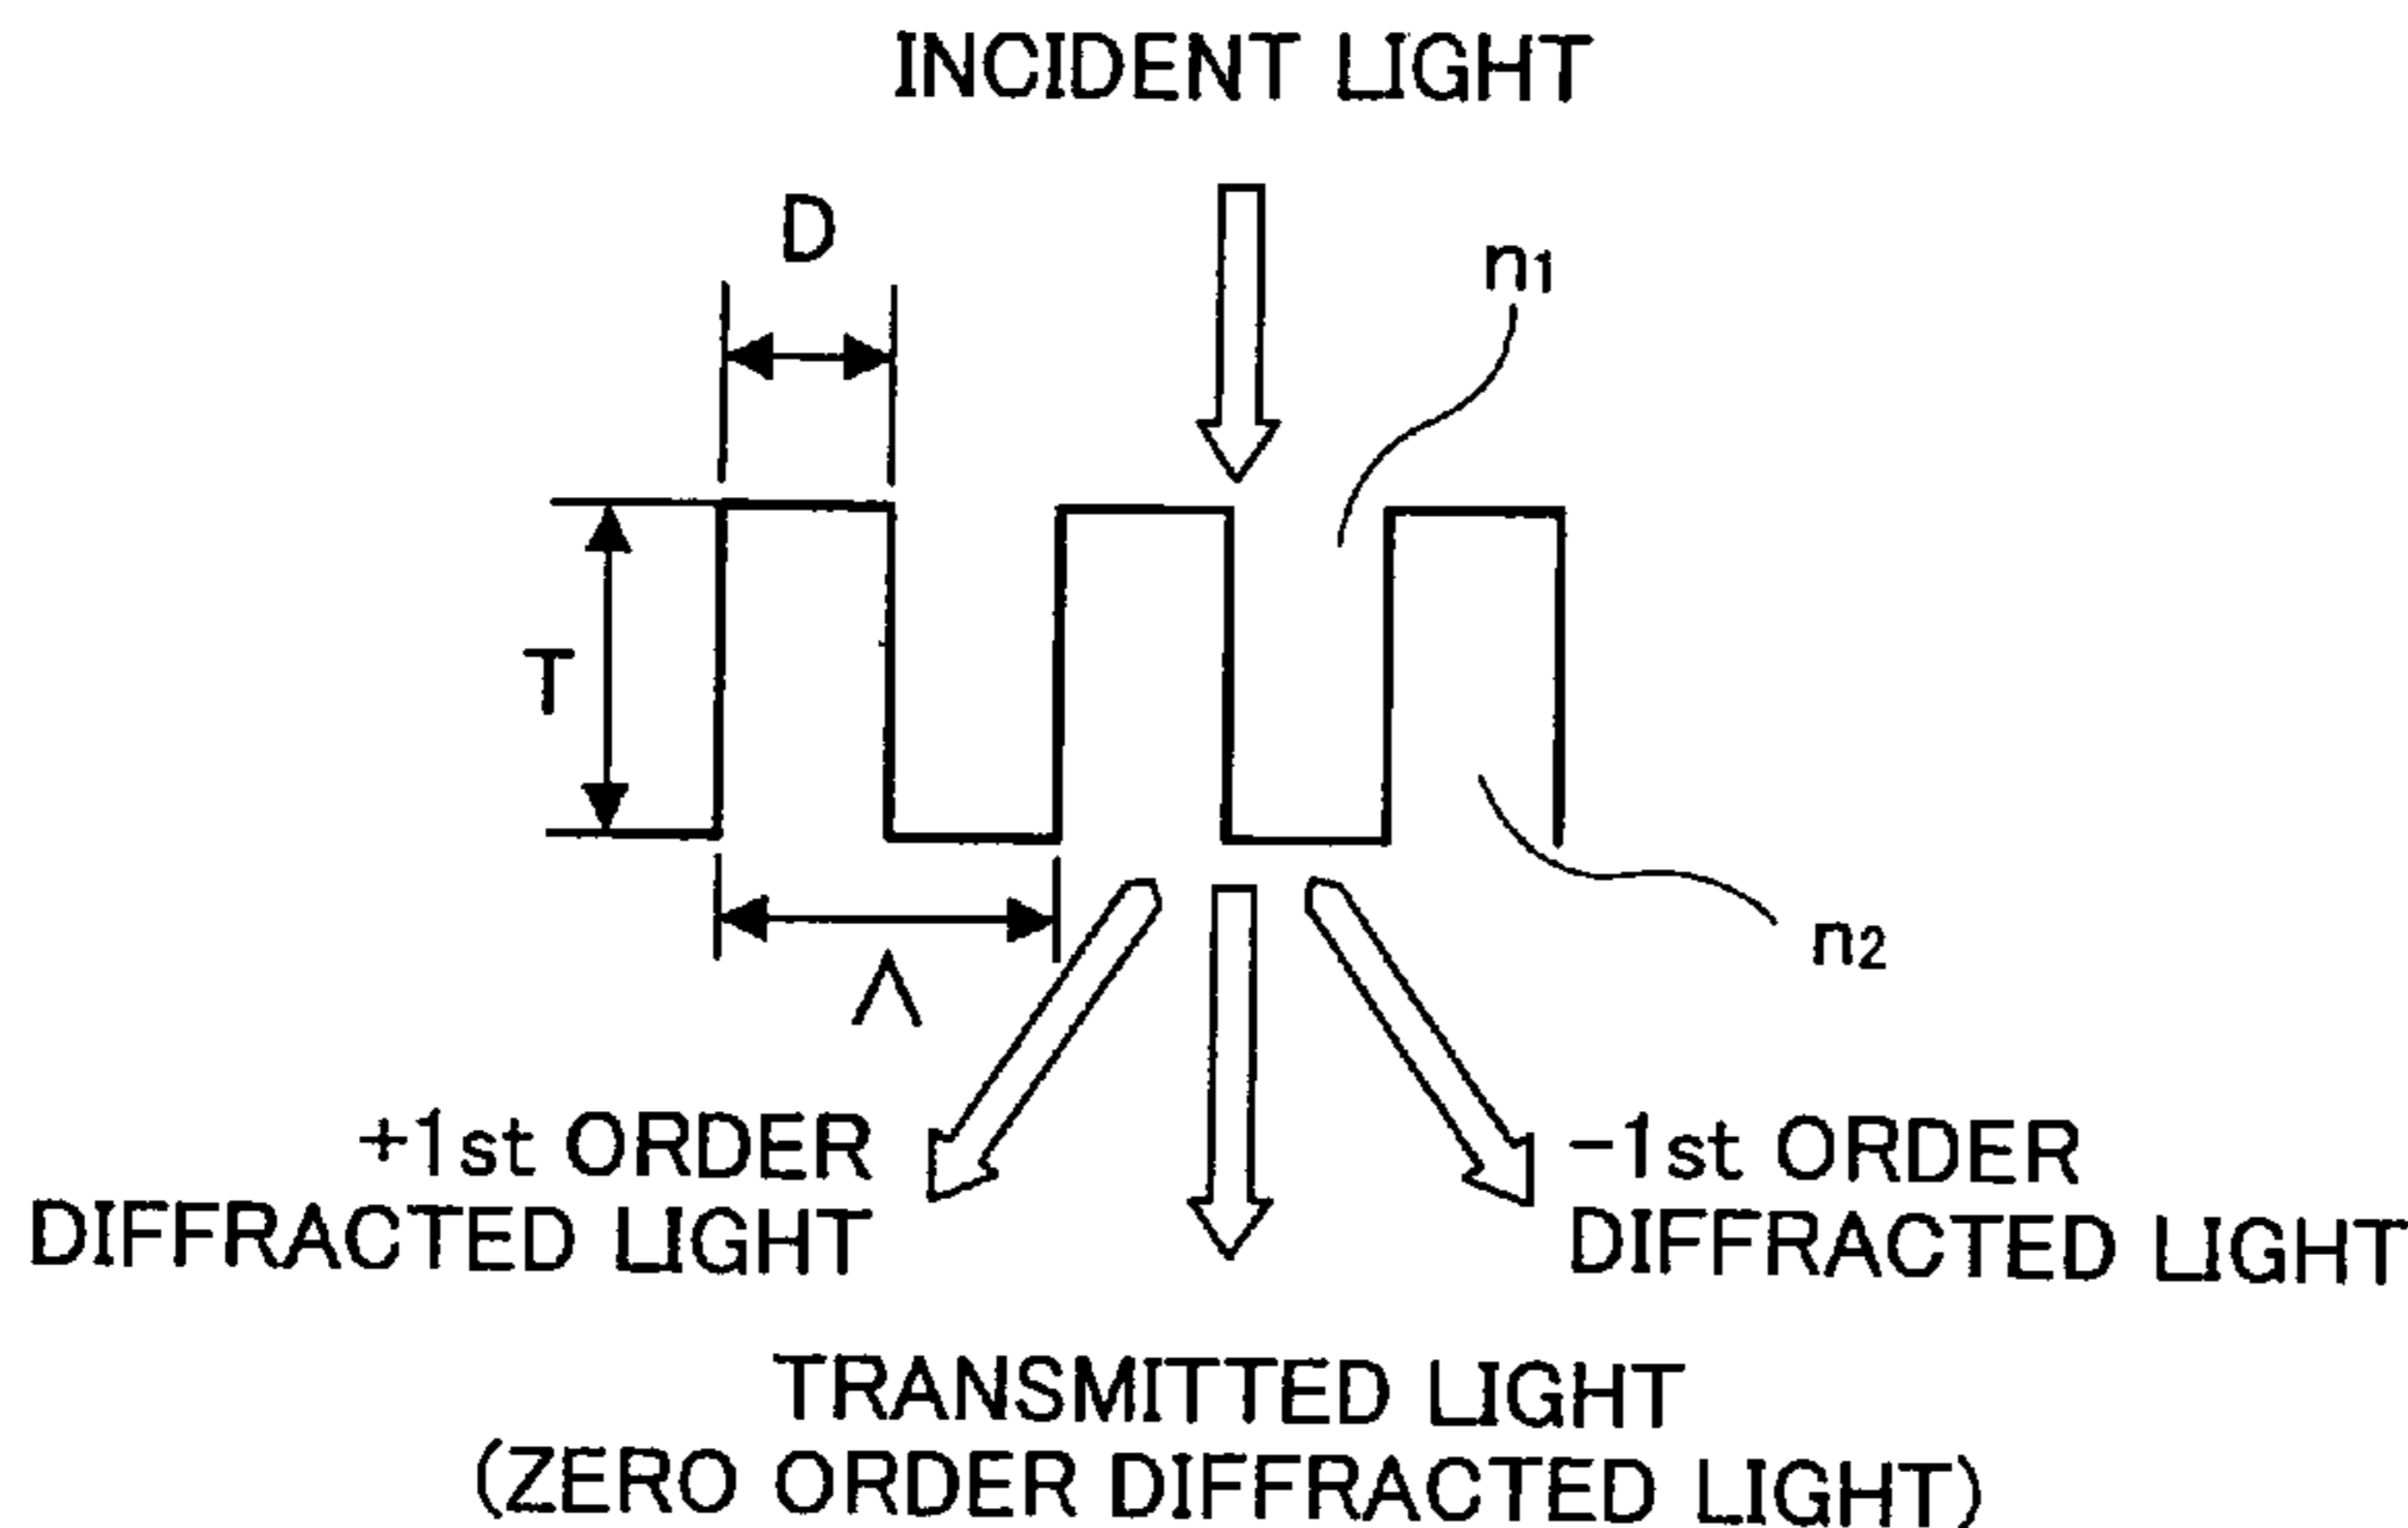 INCIDENT LIGHT
D
n1
T
n2
Λ
+1st ORDER
DIFFRACTED LIGHT
-1st ORDER
DIFFRACTED LIGHT
TRANSMITTED LIGHT
(ZERO ORDER DIFFRACTED LIGHT)